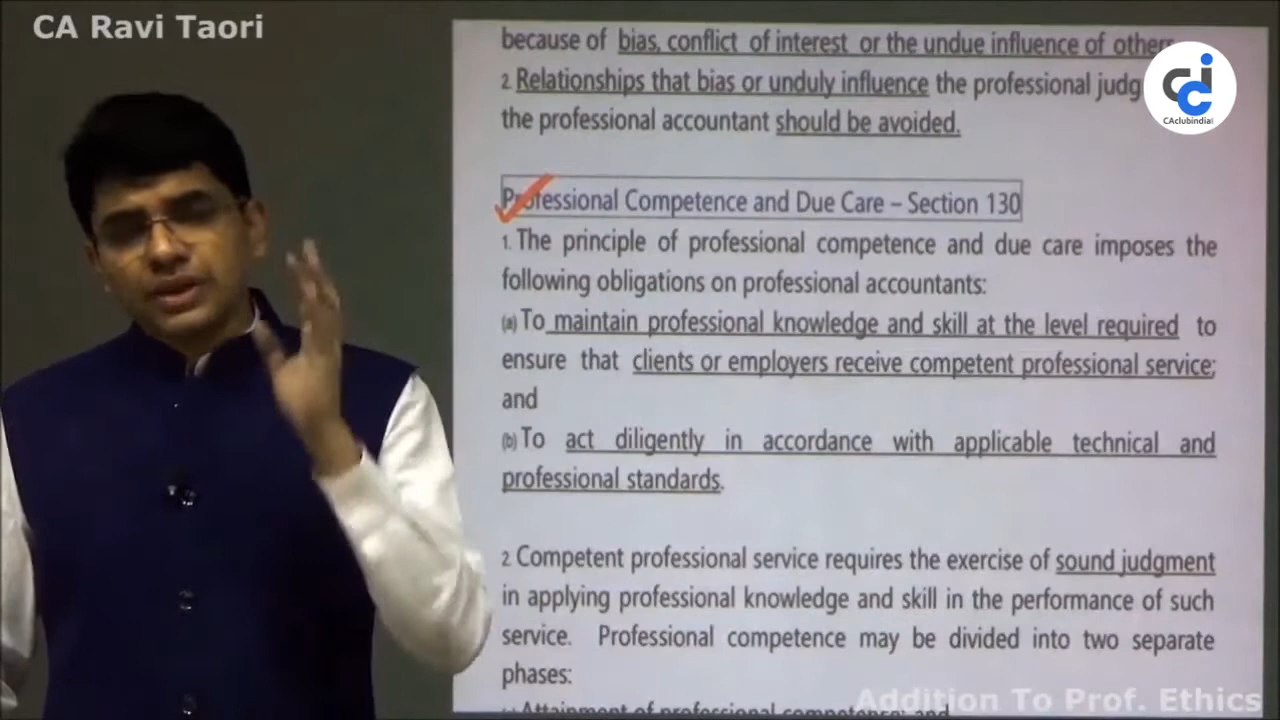 CA Ravi Taori
because of bias, conflict of interest or the undue influence of others.
2. Relationships that bias or unduly influence the professional judg
the professional accountant should be avoided.
CAclubindia
Professional Competence and Due Care – Section 130
1. The principle of professional competence and due care imposes the
following obligations on professional accountants:
(a) To maintain professional knowledge and skill at the level required to
ensure that clients or employers receive competent professional service;
and
(b) To act diligently in accordance with applicable technical and
professional standards.
2. Competent professional service requires the exercise of sound judgment
in applying professional knowledge and skill in the performance of such
service. Professional competence may be divided into two separate
phases:
Attainment of professional competence; and
Addition To Prof. Ethics